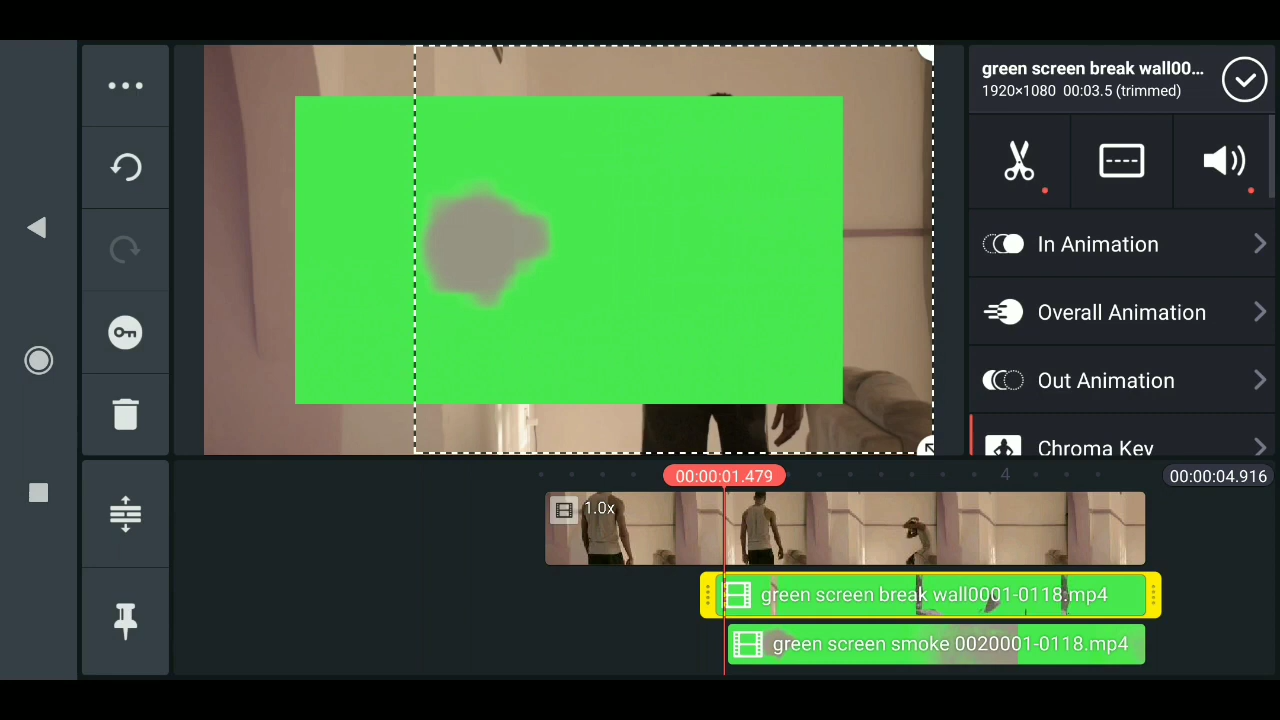 green screen break wall00...
1920×1080 00:03.5 (trimmed)
In Animation
Overall Animation
Out Animation
Chroma Key
00:00:01.479
4
00:00:04.916
1.0x
green screen break wall0001-0118.mp4
green screen smoke 0020001-0118.mp4